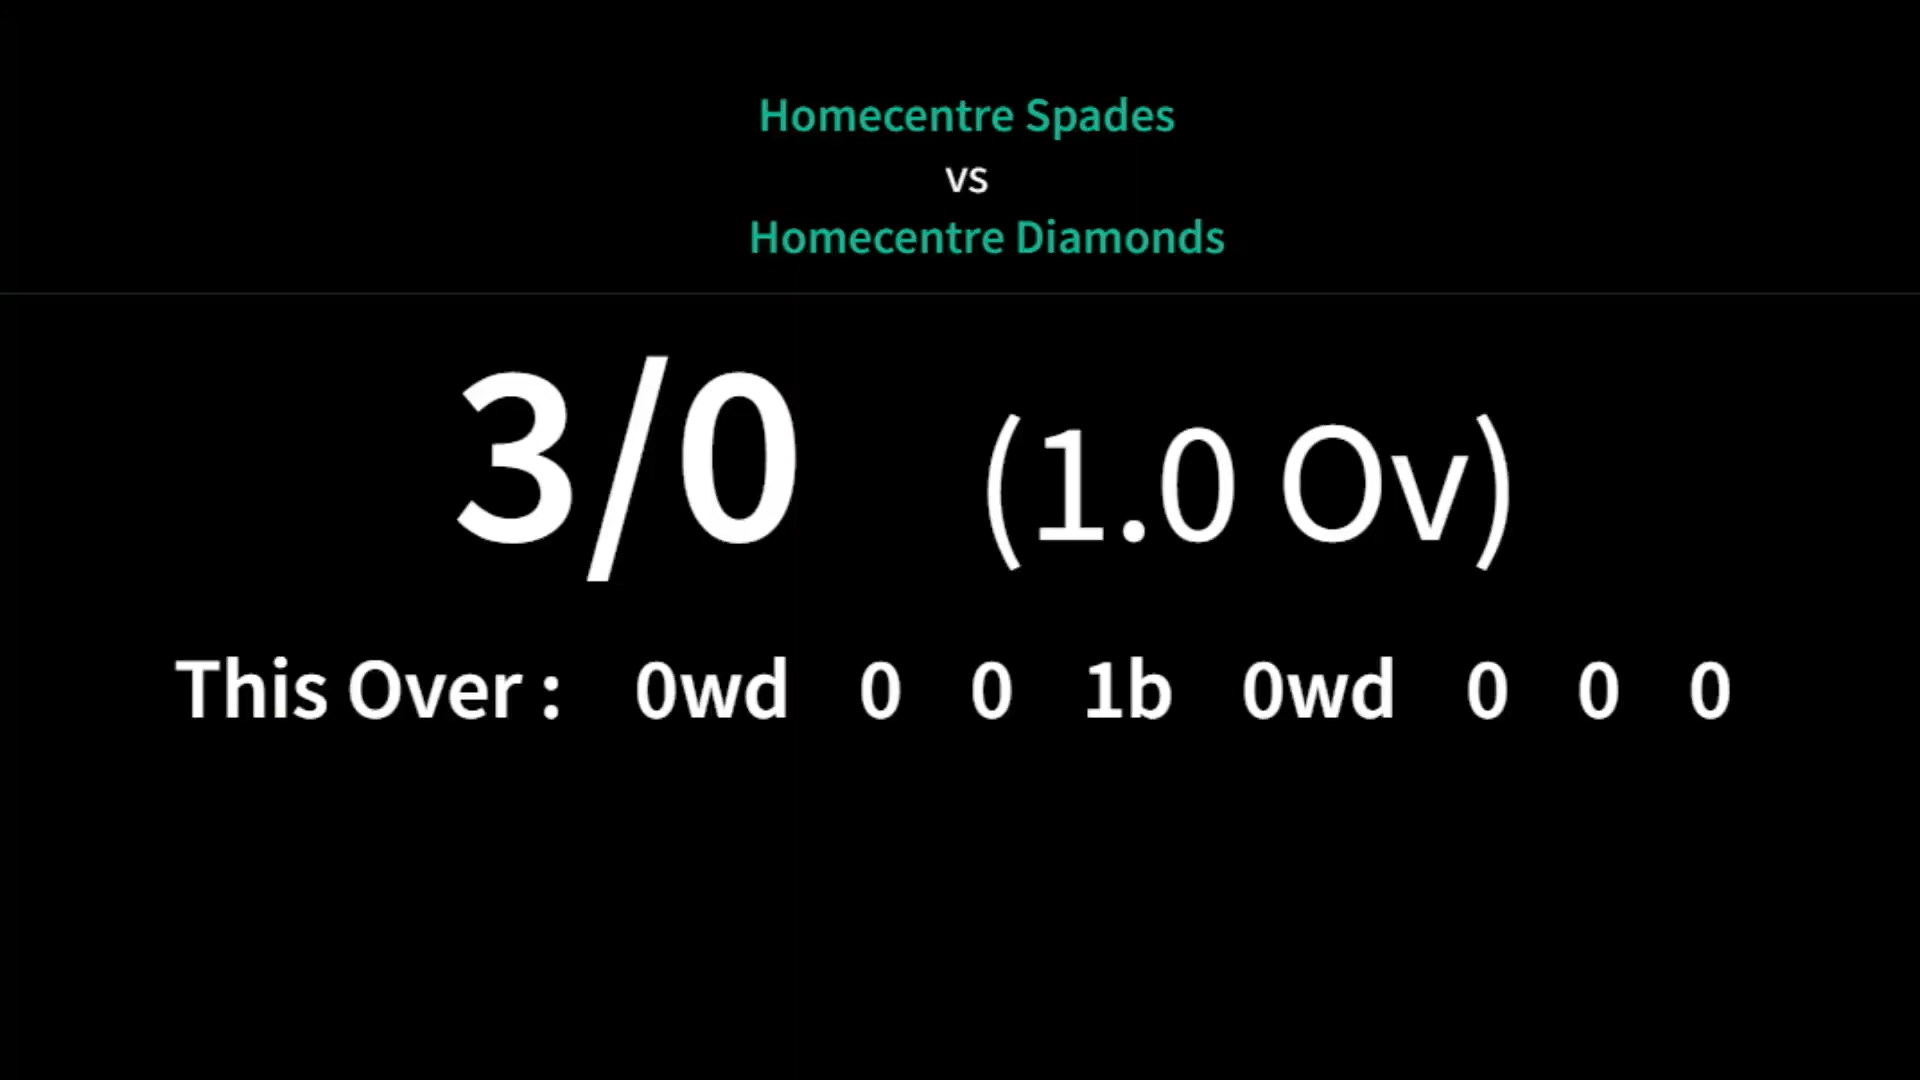 Homecentre Spades
vs
Homecentre Diamonds
3/0 (1.0 Ov)
This Over : 0wd 0 0 1b 0wd 0 0 0